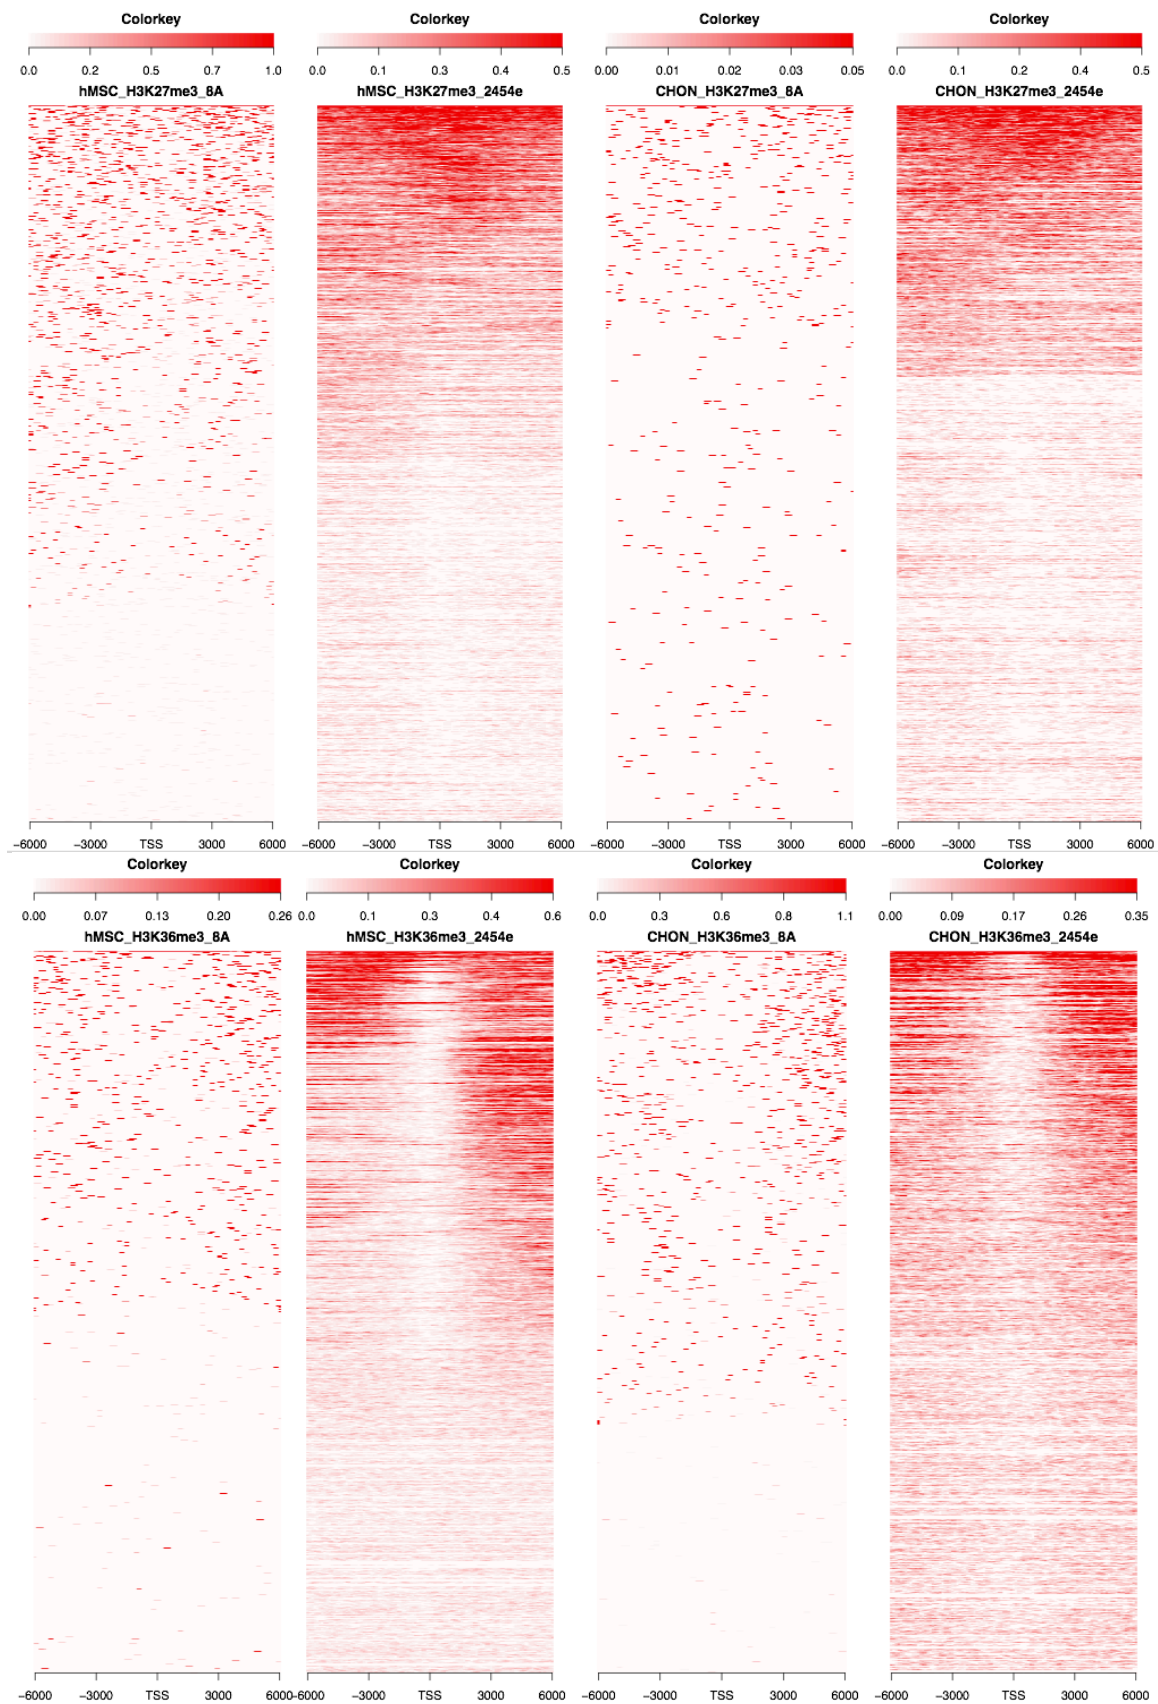 Colorkey Colorkey Colorkey Colorkey
0.0 0.2 0.5 0.7 1.0 0.0 0.1 0.3 0.4 0.5 0.00 0.01 0.02 0.03 0.05 0.0 0.1 0.2 0.4 0.5
hMSC_H3K27me3_8A hMSC_H3K27me3_2454e CHON_H3K27me3_8A CHON_H3K27me3_2454e
−6000 −3000 TSS 3000 6000 −6000 −3000 TSS 3000 6000 −6000 −3000 TSS 3000 6000 −6000 −3000 TSS 3000 6000
Colorkey Colorkey Colorkey Colorkey
0.00 0.07 0.13 0.20 0.26 0.0 0.1 0.3 0.4 0.6 0.0 0.3 0.6 0.8 1.1 0.00 0.09 0.17 0.26 0.35
hMSC_H3K36me3_8A hMSC_H3K36me3_2454e CHON_H3K36me3_8A CHON_H3K36me3_2454e
−6000 −3000 TSS 3000 6000 −6000 −3000 TSS 3000 6000 −6000 −3000 TSS 3000 6000 −6000 −3000 TSS 3000 6000